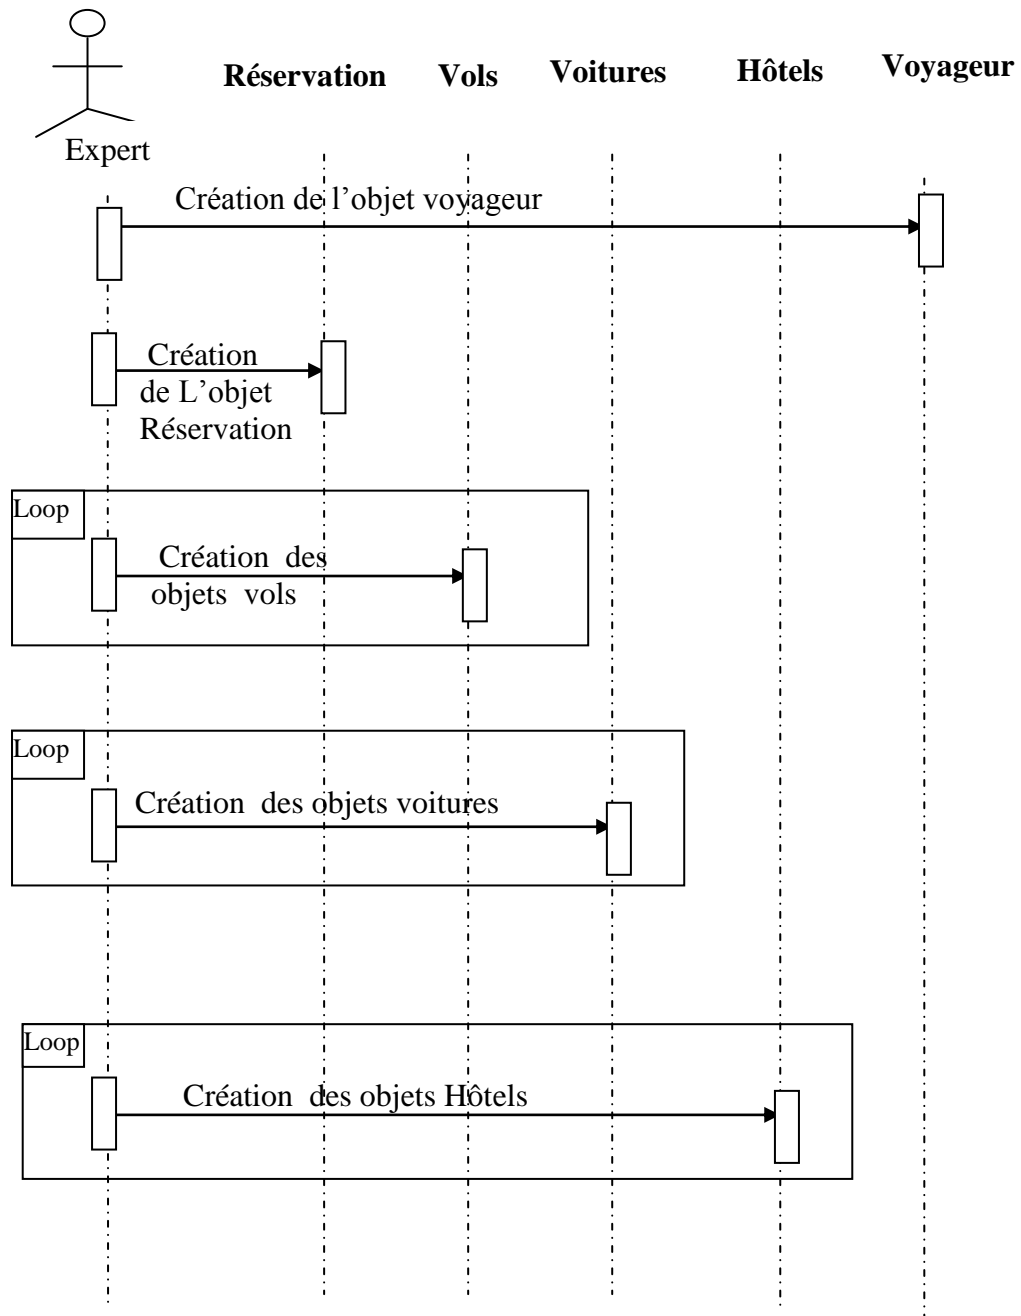 Réservation Vols Voitures Hôtels Voyageur
Expert
Création de l’objet voyageur
Création
de L’objet
Réservation
Loop
Création des
objets vols
Loop
Création des objets voitures
Loop
Création des objets Hôtels